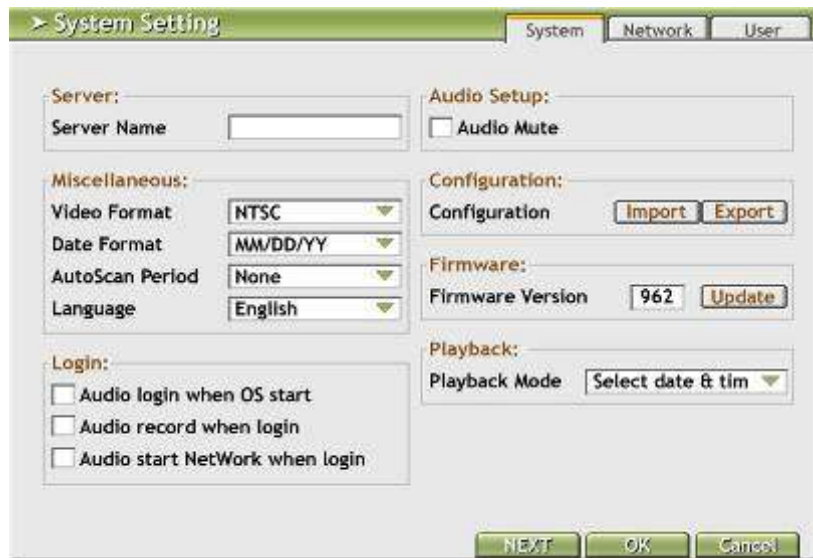 ➤ System Setting
System Network User
Server:
Server Name
Miscellaneous:
Video Format NTSC
Date Format MM/DD/YY
AutoScan Period None
Language English
Login:
Audio login when OS start
Audio record when login
Audio start NetWork when login
Audio Setup:
Audio Mute
Configuration:
Configuration Import Export
Firmware:
Firmware Version 962 Update
Playback:
Playback Mode Select date & tim
NEXT OK Cancel